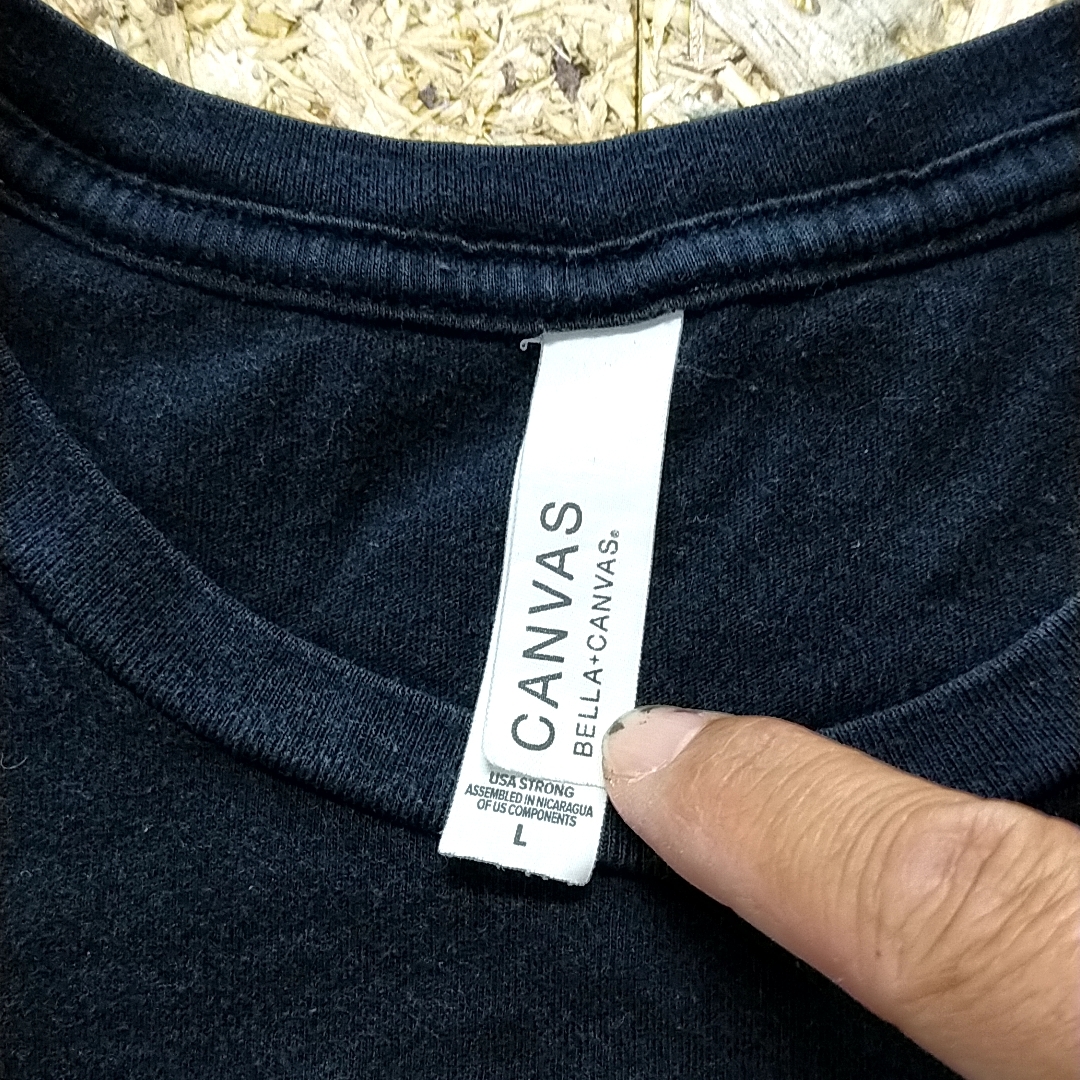 CANVAS
BELLA+CANVAS®
USA STRONG
ASSEMBLED IN NICARAGUA
OF US COMPONENTS
L